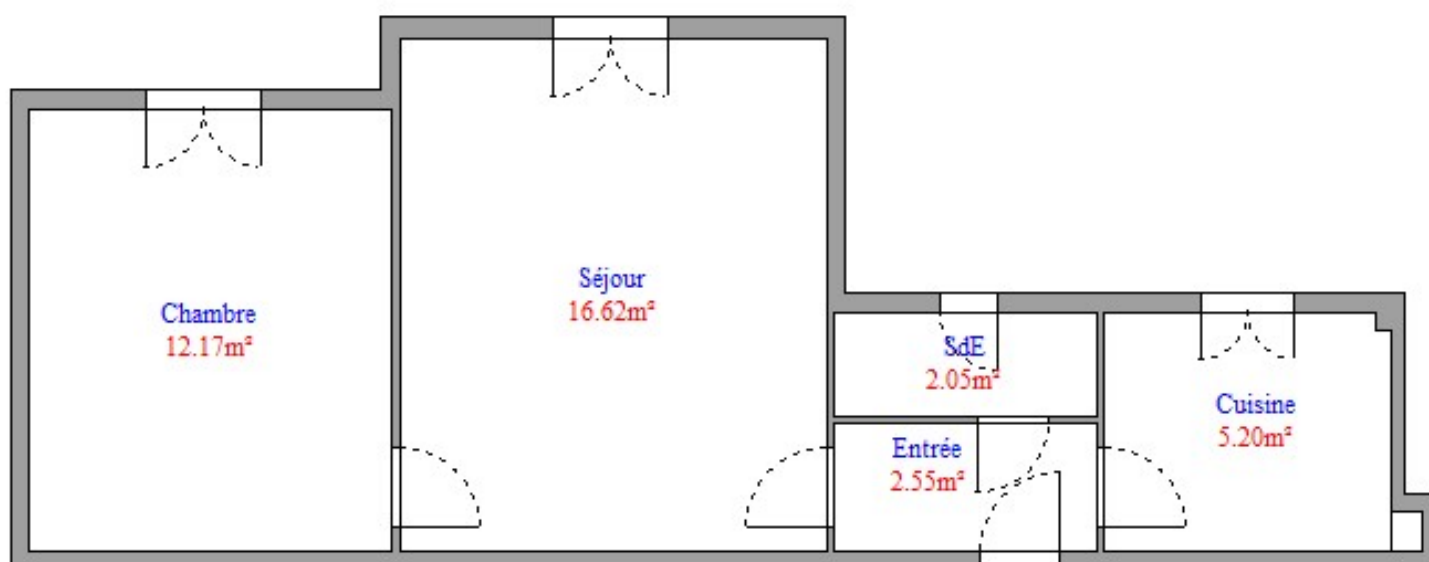 Chambre
12.17m²
Séjour
16.62m²
SdE
2.05m²
Entrée
2.55m²
Cuisine
5.20m²